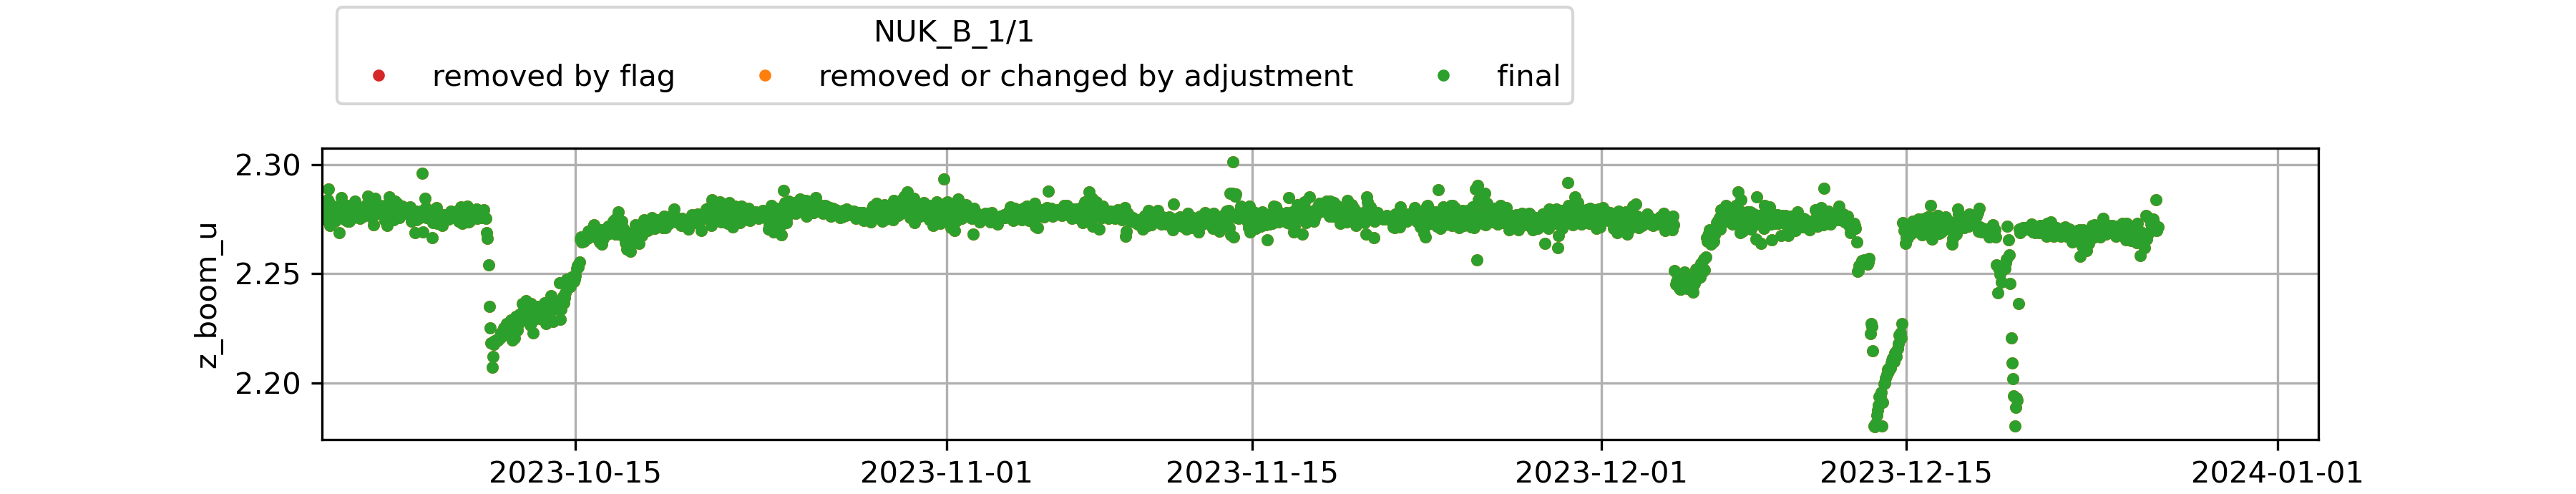 NUK_B_1/1
removed by flag
removed or changed by adjustment
final
2.30
2.25
2.20
z_boom_u
2023-10-15
2023-11-01
2023-11-15
2023-12-01
2023-12-15
2024-01-01